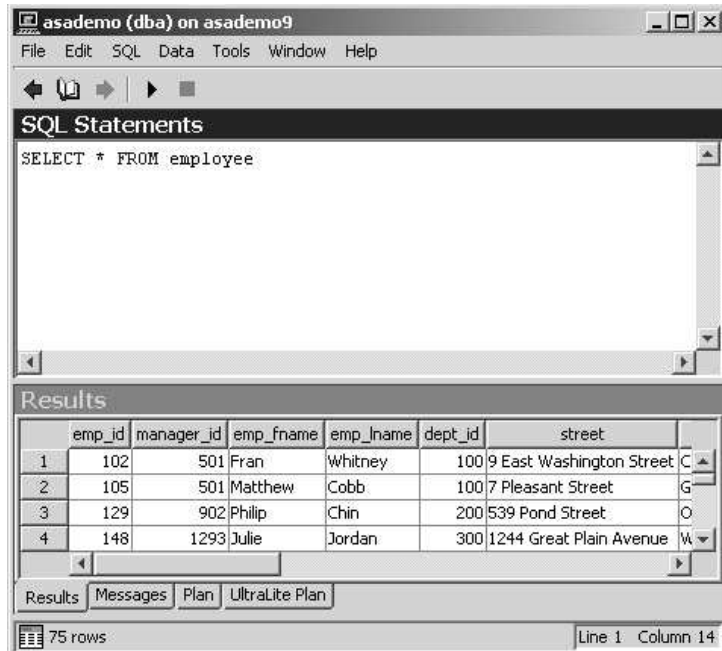 asademo (dba) on asademo9
File Edit SQL Data Tools Window Help
SQL Statements
SELECT * FROM employee
Results
emp_id manager_id emp_fname emp_lname dept_id street
1 102 501 Fran Whitney 100 9 East Washington Street C
2 105 501 Matthew Cobb 100 7 Pleasant Street G
3 129 902 Philip Chin 200 539 Pond Street O
4 148 1293 Julie Jordan 300 1244 Great Plain Avenue W
Results Messages Plan UltraLite Plan
75 rows Line 1 Column 14